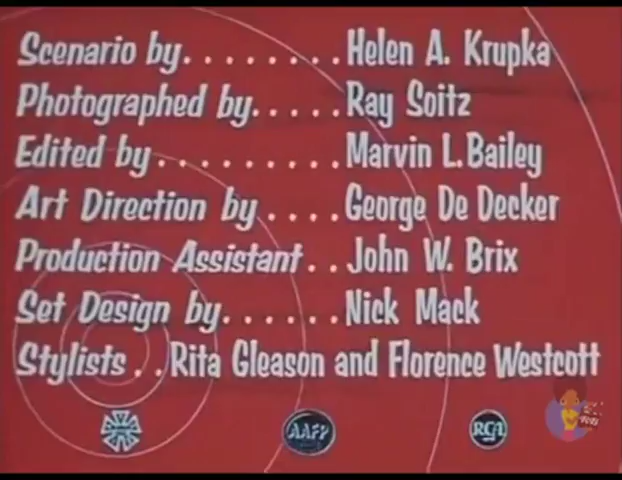 Scenario by........Helen A. Krupka
Photographed by.....Ray Soitz
Edited by.........Marvin L. Bailey
Art Direction by....George De Decker
Production Assistant..John W. Brix
Set Design by......Nick Mack
Stylists..Rita Gleason and Florence Westcott
RCA